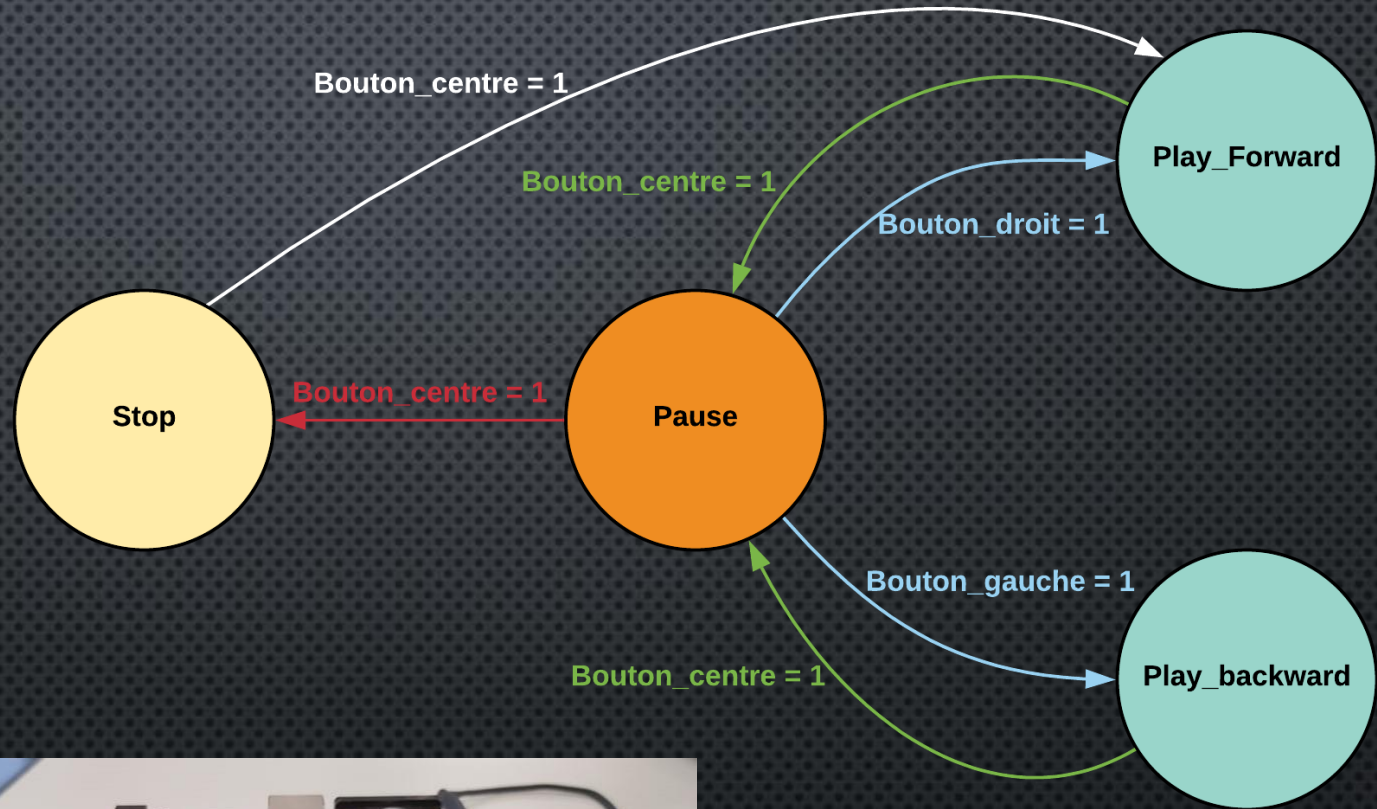 Bouton_centre = 1
Play_Forward
Bouton_centre = 1
Bouton_droit = 1
Bouton_centre = 1
Stop
Pause
Bouton_gauche = 1
Bouton_centre = 1
Play_backward